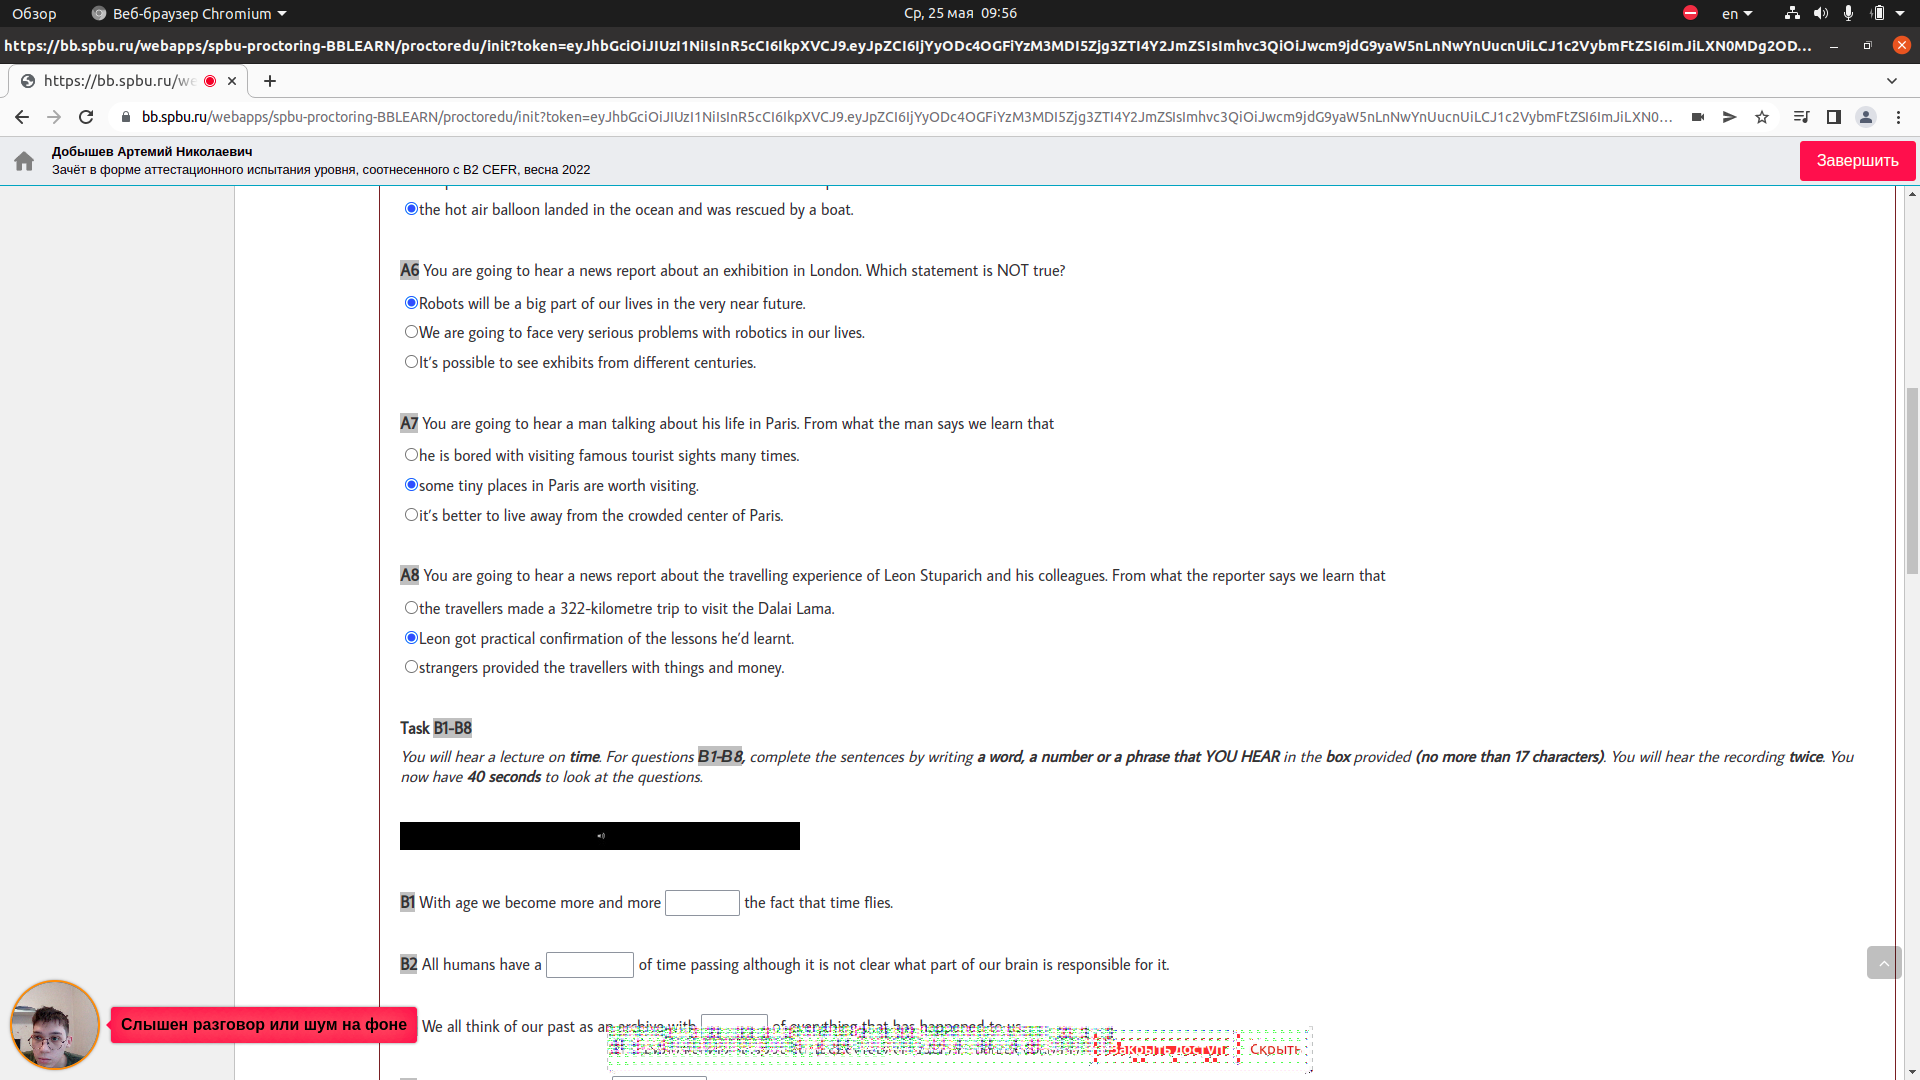 Обзор
Веб-браузер Chromium
Ср, 25 мая 09:56
en
https://bb.spbu.ru/webapps/spbu-proctoring-BBLEARN/proctoredu/init?token=eyJhbGciOiJIUzI1NiIsInR5cCI6IkpXVCJ9.eyJpZCI6IjYyODc4OGFiYzM3MDI5Zjg3ZTI4Y2JmZSIsImhvc3QiOiJwcm9jdG9yaW5nLnNwYnUucnUiLCJ1c2VybmFtZSI6ImJiLXN0MDg2OD...
https://bb.spbu.ru/we
bb.spbu.ru/webapps/spbu-proctoring-BBLEARN/proctoredu/init?token=eyJhbGciOiJIUzI1NiIsInR5cCI6IkpXVCJ9.eyJpZCI6IjYyODc4OGFiYzM3MDI5Zjg3ZTI4Y2JmZSIsImhvc3QiOiJwcm9jdG9yaW5nLnNwYnUucnUiLCJ1c2VybmFtZSI6ImJiLXN0...
Добышев Артемий Николаевич
Зачёт в форме аттестационного испытания уровня, соотнесенного с B2 CEFR, весна 2022
Завершить
the hot air balloon landed in the ocean and was rescued by a boat.
A6 You are going to hear a news report about an exhibition in London. Which statement is NOT true?
Robots will be a big part of our lives in the very near future.
We are going to face very serious problems with robotics in our lives.
It's possible to see exhibits from different centuries.
A7 You are going to hear a man talking about his life in Paris. From what the man says we learn that
he is bored with visiting famous tourist sights many times.
some tiny places in Paris are worth visiting.
it's better to live away from the crowded center of Paris.
A8 You are going to hear a news report about the travelling experience of Leon Stuparich and his colleagues. From what the reporter says we learn that
the travellers made a 322-kilometre trip to visit the Dalai Lama.
Leon got practical confirmation of the lessons he'd learnt.
strangers provided the travellers with things and money.
Task B1-B8
You will hear a lecture on time. For questions B1-B8, complete the sentences by writing a word, a number or a phrase that YOU HEAR in the box provided (no more than 17 characters). You will hear the recording twice. You
now have 40 seconds to look at the questions.
B1 With age we become more and more the fact that time flies.
B2 All humans have a of time passing although it is not clear what part of our brain is responsible for it.
We all think of our past as an archive with of everything that has happened to us
Слышен разговор или шум на фоне
Закрыть доступ
Скрыть